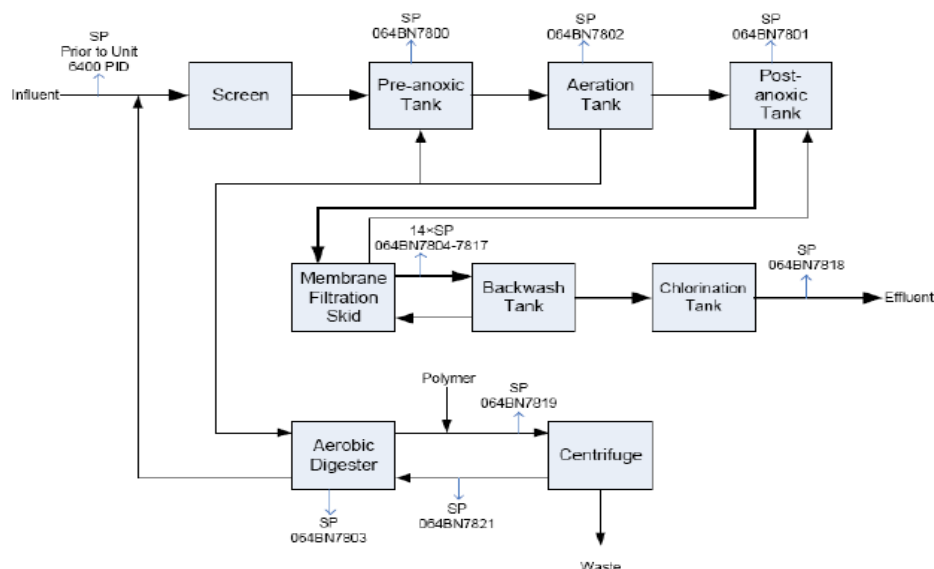 SP
Prior to Unit
6400 PID
SP
064BN7800
SP
064BN7802
SP
064BN7801
Influent
Screen
Pre-anoxic
Tank
Aeration
Tank
Post-
anoxic
Tank
14×SP
064BN7804-7817
SP
064BN7818
Membrane
Filtration
Skid
Backwash
Tank
Chlorination
Tank
Effluent
Polymer
SP
064BN7819
Aerobic
Digester
Centrifuge
SP
064BN7803
SP
064BN7821
Waste